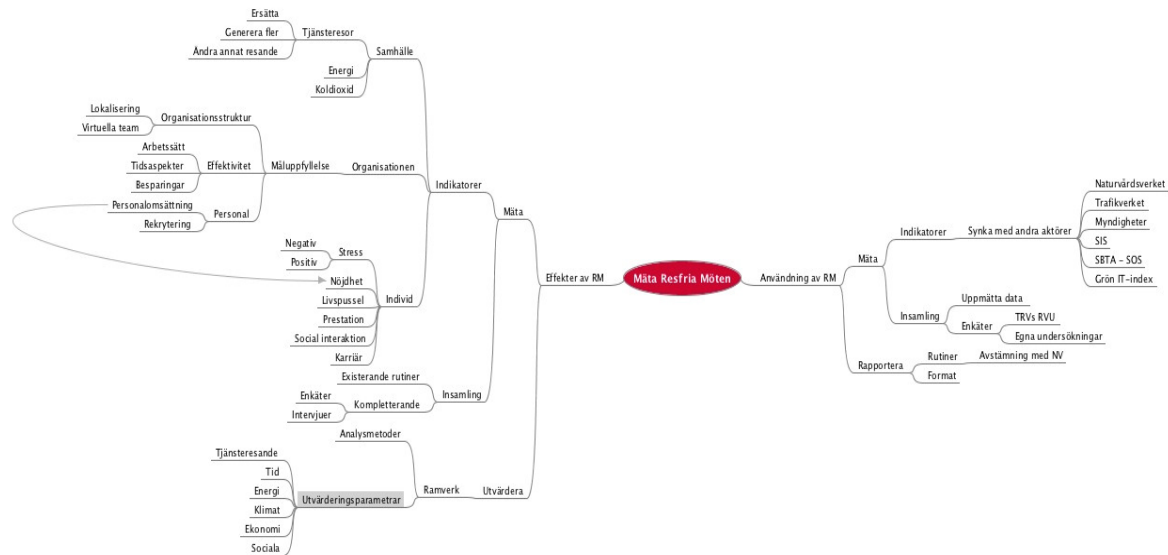 Mäta Resfria Möten
Effekter av RM
Mäta
Indikatorer
Samhälle
Tjänsteresor
Ersätta
Generera fler
Ändra annat resande
Energi
Koldioxid
Organisationen
Måluppfyllelse
Organisationsstruktur
Lokalisering
Virtuella team
Effektivitet
Arbetssätt
Tidsaspekter
Besparingar
Personal
Personalomsättning
Rekrytering
Individ
Stress
Negativ
Positiv
Nöjdhet
Livspussel
Prestation
Social interaktion
Karriär
Insamling
Existerande rutiner
Kompletterande
Enkäter
Intervjuer
Utvärdera
Ramverk
Analysmetoder
Utvärderingsparametrar
Tjänsteresande
Tid
Energi
Klimat
Ekonomi
Sociala
Användning av RM
Mäta
Indikatorer
Synka med andra aktörer
Naturvårdsverket
Trafikverket
Myndigheter
SIS
SBTA - SOS
Grön IT-index
Insamling
Uppmätta data
Enkäter
TRVs RVU
Egna undersökningar
Rapportera
Rutiner
Avstämning med NV
Format